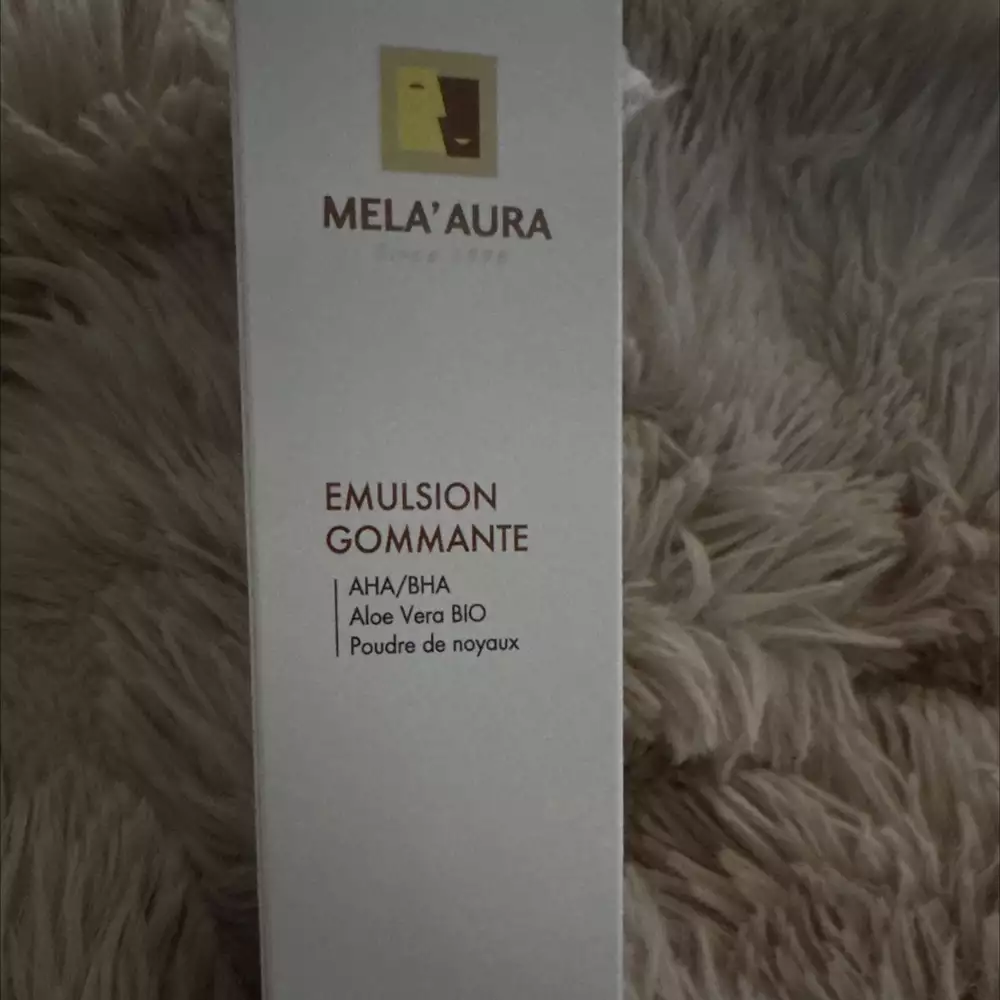 MELA'AURA
EMULSION
GOMMANTE
AHA/BHA
Aloe Vera BIO
Poudre de noyaux